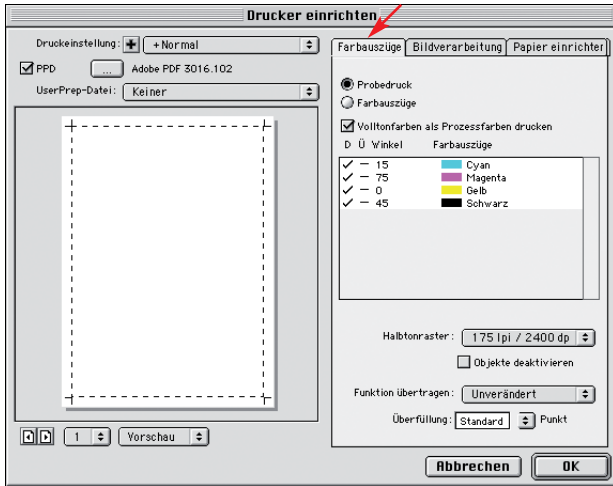 Drucker einrichten
Druckeinstellung: + Normal
PPD ... Adobe PDF 3016.102
UserPrep-Datei: Keiner
1 Vorschau
Farbauszüge Bildverarbeitung Papier einrichter
Probedruck
Farbauszüge
Volltonfarben als Prozessfarben drucken
D Ü Winkel Farbauszüge
15 Cyan
75 Magenta
0 Gelb
45 Schwarz
Halbtonraster: 175 lpi / 2400 dp
Objekte deaktivieren
Funktion übertragen: Unverändert
Überfüllung: Standard Punkt
Abbrechen OK